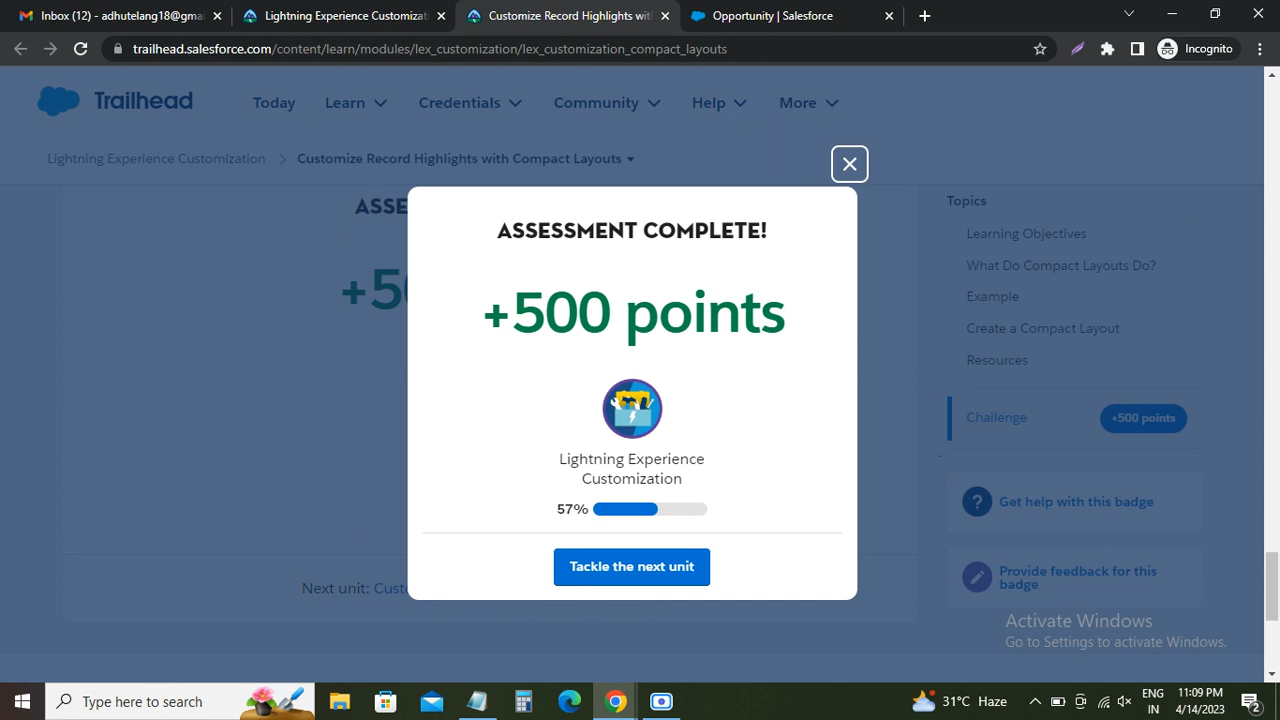 Inbox (12) - adhutelang18@gma
Lightning Experience Customizati
Customize Record Highlights with
Opportunity | Salesforce
trailhead.salesforce.com/content/learn/modules/lex_customization/lex_customization_compact_layouts
Incognito
Trailhead
Today
Learn
Credentials
Community
Help
More
Lightning Experience Customization
Customize Record Highlights with Compact Layouts
ASSE
+50
ASSESSMENT COMPLETE!
+500 points
Lightning Experience
Customization
57%
Tackle the next unit
Next unit: Custo
Topics
Learning Objectives
What Do Compact Layouts Do?
Example
Create a Compact Layout
Resources
Challenge
+500 points
Get help with this badge
Provide feedback for this
badge
Activate Windows
Go to Settings to activate Windows.
Type here to search
31°C Haze
ENG
IN
11:09 PM
4/14/2023
2